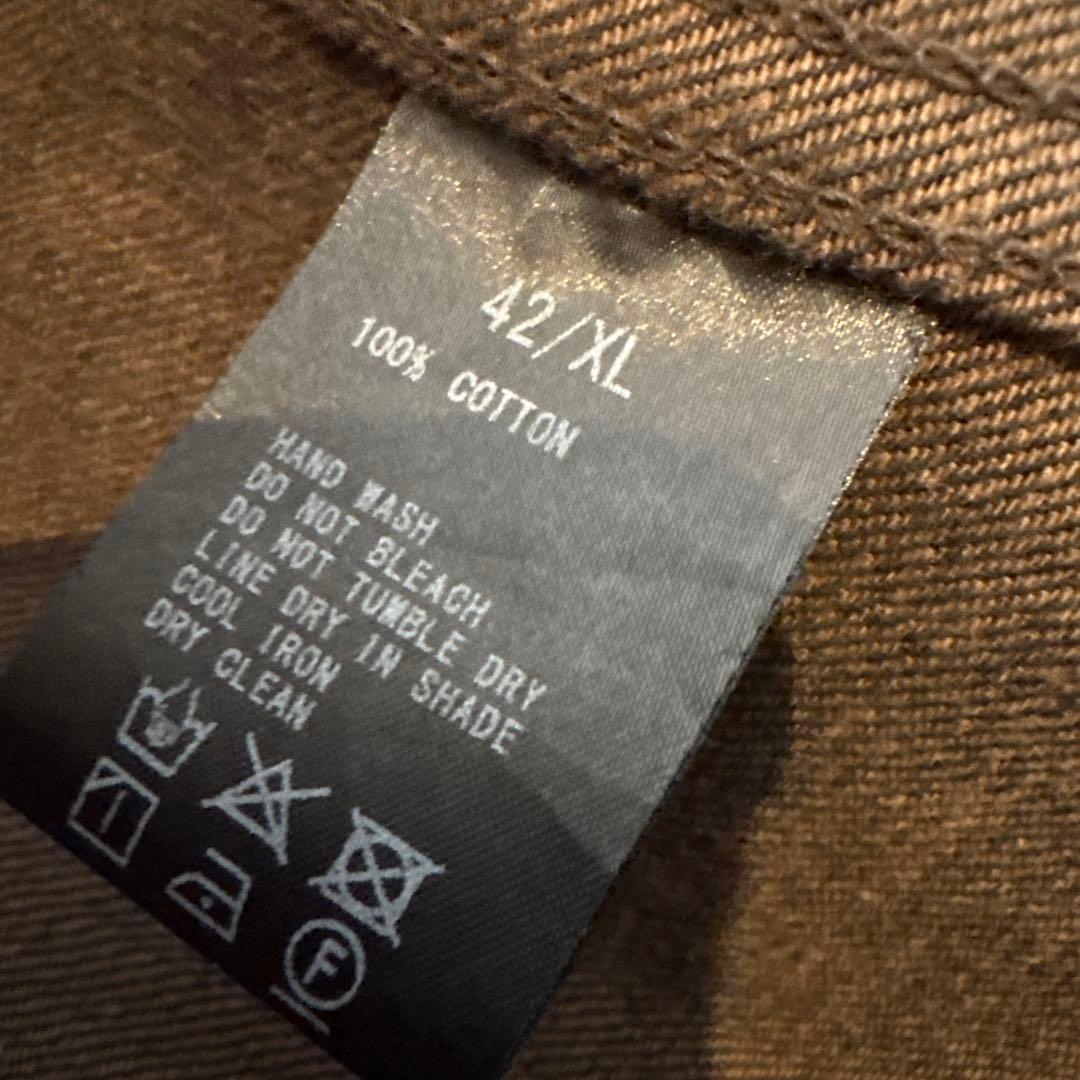 42/XL
100% COTTON
HAND WASH
DO NOT BLEACH
DO NOT TUMBLE DRY
LINE DRY IN SHADE
COOL IRON
DRY CLEAN
F